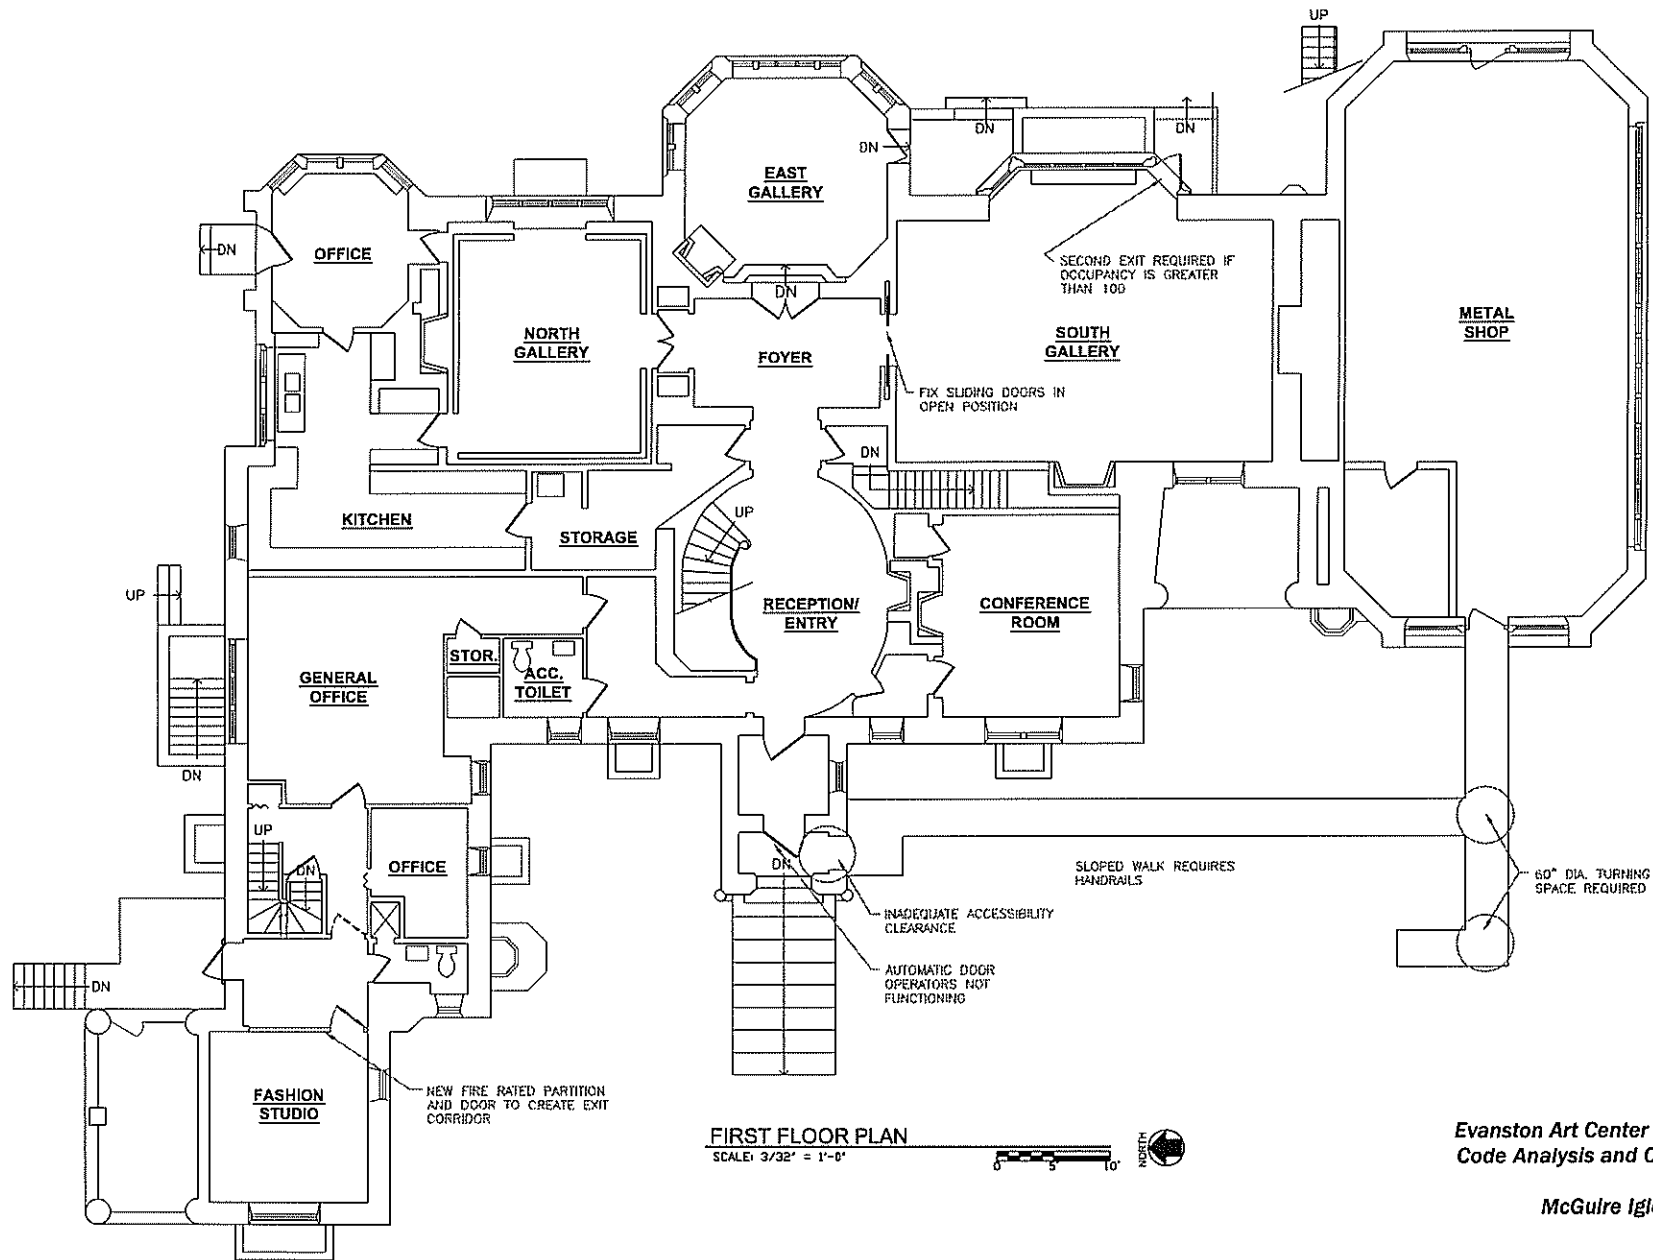 UP
DN
DN
DN
EAST
GALLERY
OFFICE
DN
SECOND EXIT REQUIRED IF
OCCUPANCY IS GREATER
THAN 100
DN
METAL
SHOP
NORTH
GALLERY
FOYER
SOUTH
GALLERY
FIX SLIDING DOORS IN
OPEN POSITION
DN
KITCHEN
STORAGE
UP
UP
RECEPTION/
ENTRY
CONFERENCE
ROOM
STOR.
ACC.
TOILET
GENERAL
OFFICE
DN
UP
DN
OFFICE
DN
SLOPED WALK REQUIRES
HANDRAILS
60" DIA. TURNING
SPACE REQUIRED
INADEQUATE ACCESSIBILITY
CLEARANCE
AUTOMATIC DOOR
OPERATORS NOT
FUNCTIONING
DN
FASHION
STUDIO
NEW FIRE RATED PARTITION
AND DOOR TO CREATE EXIT
CORRIDOR
FIRST FLOOR PLAN
SCALE: 3/32" = 1'-0"
0 5' 10'
NORTH
Evanston Art Center
Code Analysis and C
McGuire Igl